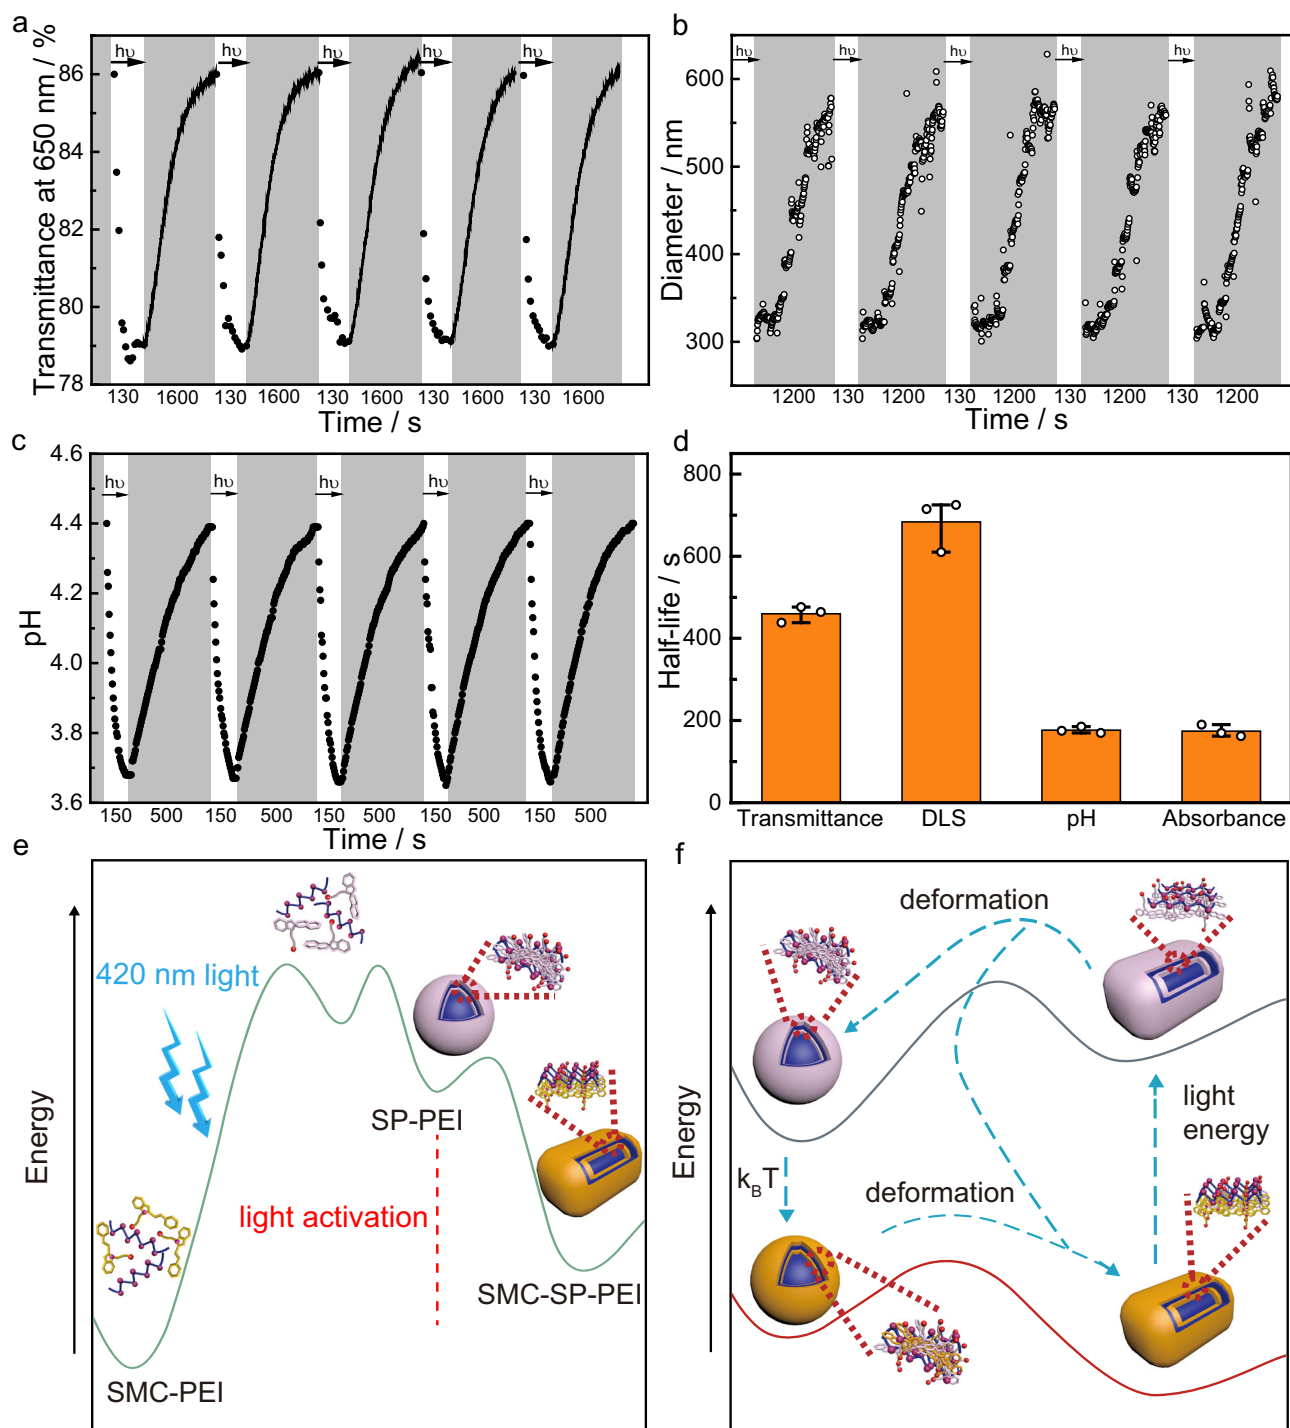 a
hυ hυ hυ hυ hυ
Transmittance at 650 nm / %
86
84
82
80
78
130 1600 130 1600 130 1600 130 1600 130 1600
Time / s
b
hυ hυ hυ hυ hυ
Diameter / nm
600
500
400
300
1200 130 1200 130 1200 130 1200 130 1200
Time / s
c
hυ hυ hυ hυ hυ
pH
4.6
4.4
4.2
4.0
3.8
3.6
150 500 150 500 150 500 150 500 150 500
Time / s
d
Half-life / s
800
600
400
200
0
Transmittance DLS pH Absorbance
e
Energy
420 nm light
SP-PEI
light activation
SMC-SP-PEI
SMC-PEI
f
Energy
deformation
light
energy
kBT
deformation